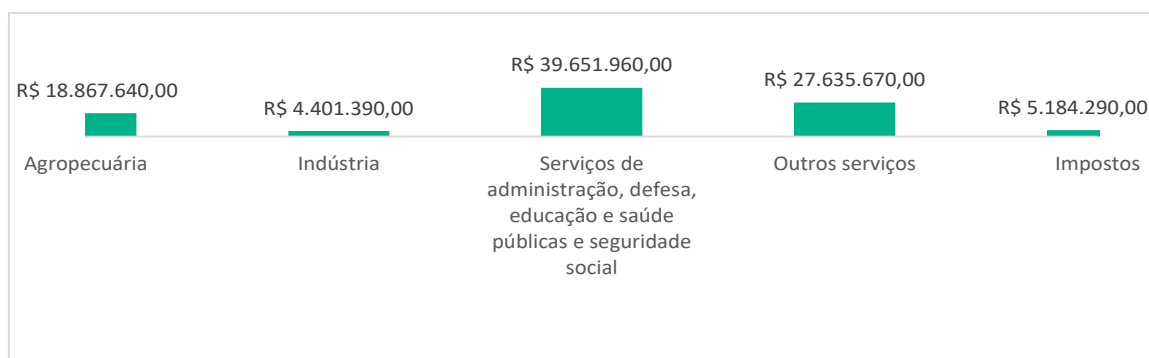 R$ 18.867.640,00
R$ 4.401.390,00
R$ 39.651.960,00
R$ 27.635.670,00
R$ 5.184.290,00
Agropecuária
Indústria
Serviços de
administração, defesa,
educação e saúde
públicas e seguridade
social
Outros serviços
Impostos